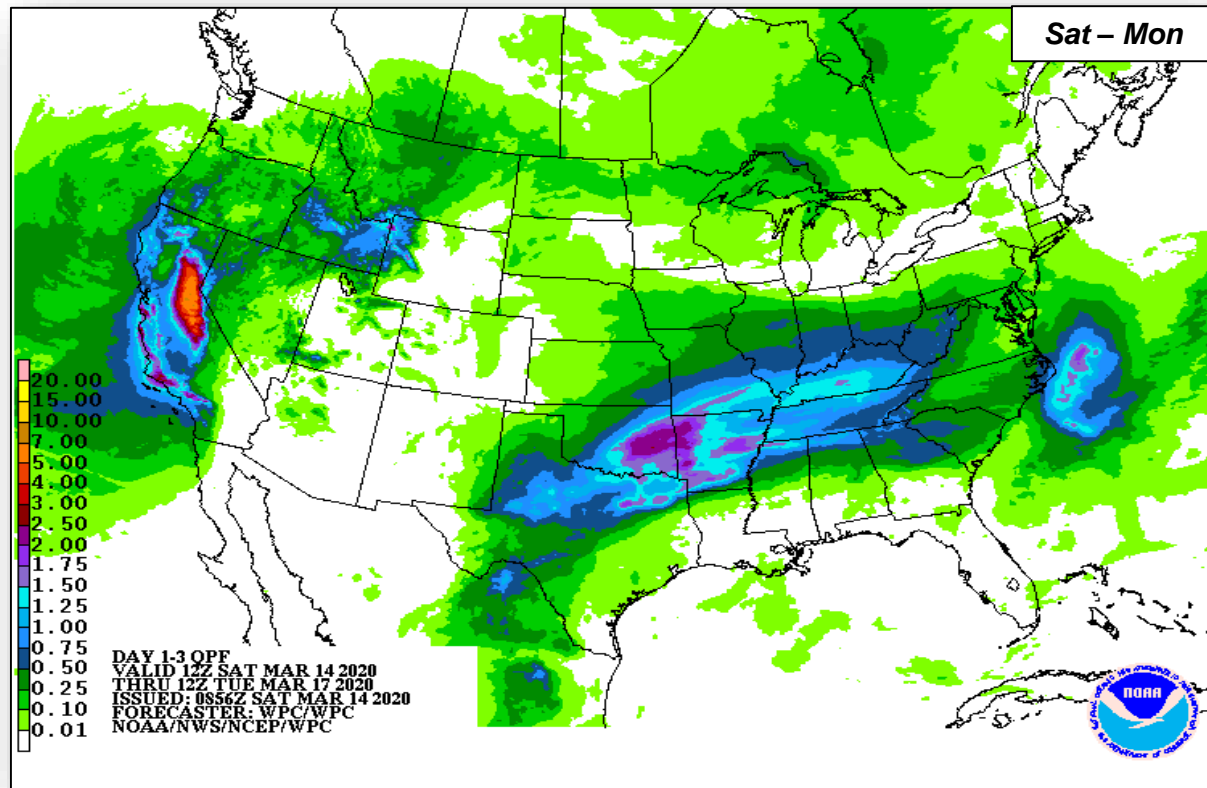 Sat – Mon
20.00
15.00
10.00
7.00
5.00
4.00
3.00
2.50
2.00
1.75
1.50
1.25
1.00
0.75
0.50
0.25
0.10
0.01
DAY 1-3 QPF
VALID 12Z SAT MAR 14 2020
THRU 12Z TUE MAR 17 2020
ISSUED: 0856Z SAT MAR 14 2020
FORECASTER: WPC/WPC
NOAA/NWS/NCEP/WPC
NOAA